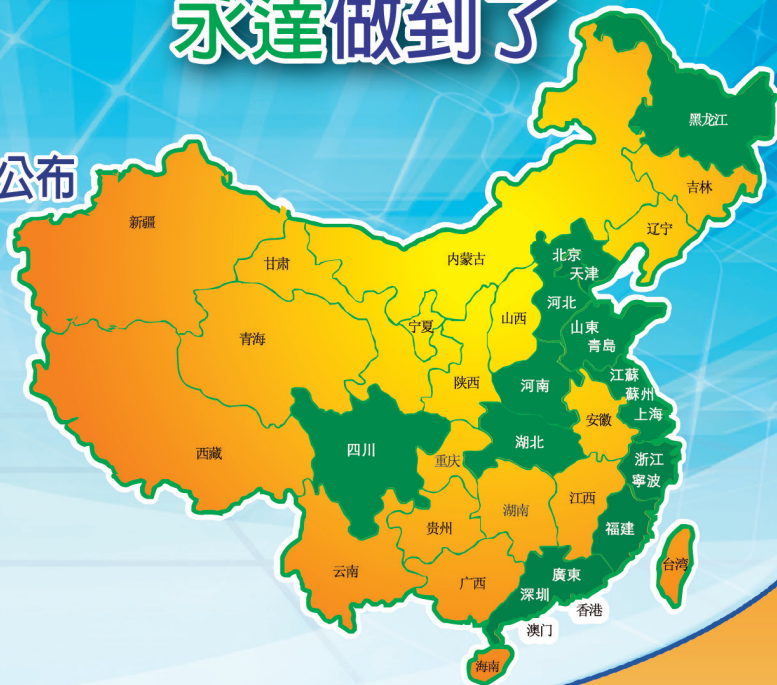 永達做到了
公布
黑龙江
吉林
辽宁
新疆
甘肃
内蒙古
北京
天津
河北
山西
山東
青島
宁夏
青海
陕西
河南
江蘇
蘇州
上海
安徽
湖北
四川
重庆
西藏
浙江
寧波
江西
湖南
福建
贵州
云南
广西
廣東
深圳
台湾
香港
澳门
海南